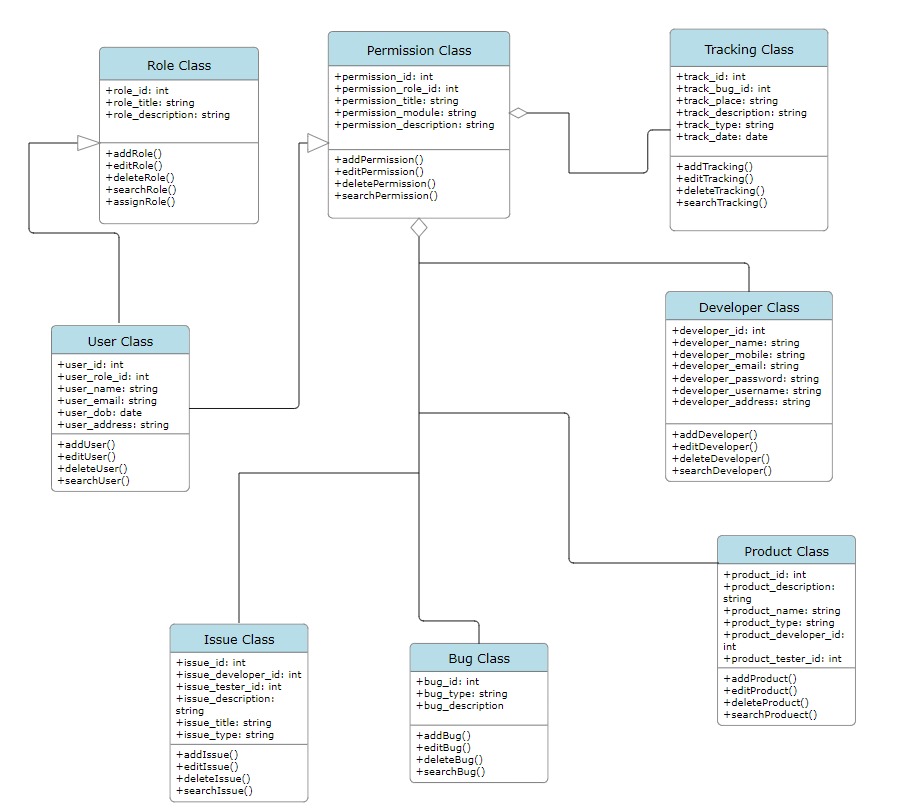 Role Class
+role_id: int
+role_title: string
+role_description: string
+addRole()
+editRole()
+deleteRole()
+searchRole()
+assignRole()
Permission Class
+permission_id: int
+permission_role_id: int
+permission_title: string
+permission_module: string
+permission_description: string
+addPermission()
+editPermission()
+deletePermission()
+searchPermission()
Tracking Class
+track_id: int
+track_bug_id: int
+track_place: string
+track_description: string
+track_type: string
+track_date: date
+addTracking()
+editTracking()
+deleteTracking()
+searchTracking()
User Class
+user_id: int
+user_role_id: int
+user_name: string
+user_email: string
+user_dob: date
+user_address: string
+addUser()
+editUser()
+deleteUser()
+searchUser()
Developer Class
+developer_id: int
+developer_name: string
+developer_mobile: string
+developer_email: string
+developer_password: string
+developer_username: string
+developer_address: string
+addDeveloper()
+editDeveloper()
+deleteDeveloper()
+searchDeveloper()
Issue Class
+issue_id: int
+issue_developer_id: int
+issue_tester_id: int
+issue_description:
string
+issue_title: string
+issue_type: string
+addIssue()
+editIssue()
+deleteIssue()
+searchIssue()
Bug Class
+bug_id: int
+bug_type: string
+bug_description
+addBug()
+editBug()
+deleteBug()
+searchBug()
Product Class
+product_id: int
+product_description:
string
+product_name: string
+product_type: string
+product_developer_id:
int
+product_tester_id: int
+addProduct()
+editProduct()
+deleteProduct()
+searchProduect()